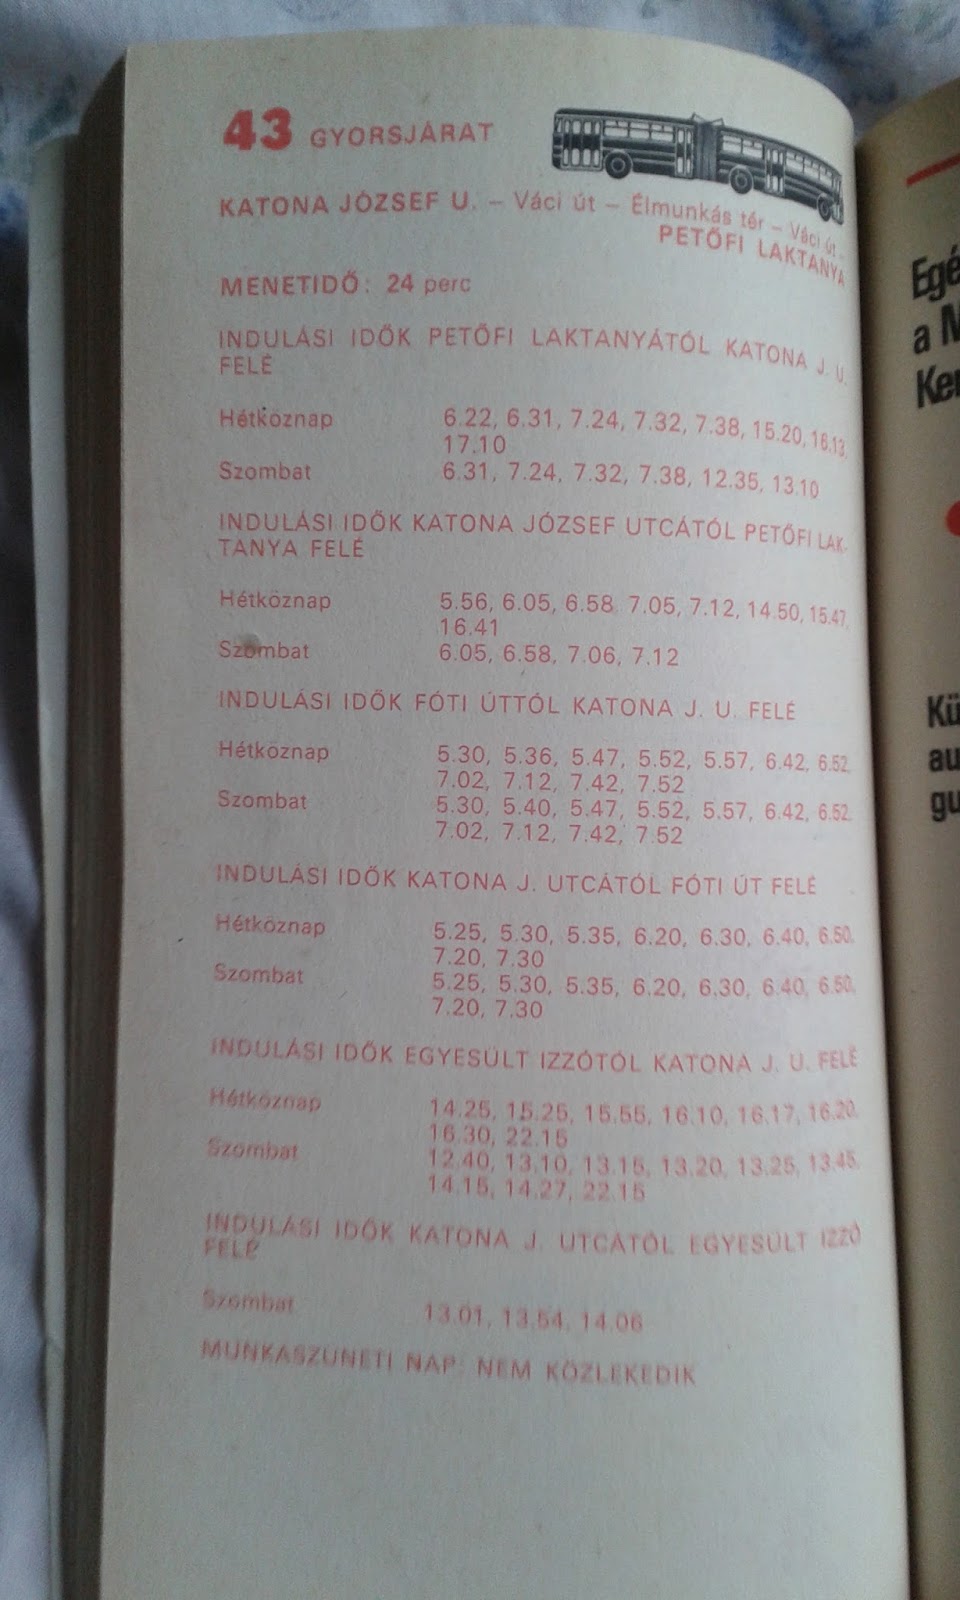 43 GYORSJÁRAT
KATONA JÓZSEF U. – Váci út – Élmunkás tér – Váci út –
PETŐFI LAKTANYA
MENETIDŐ: 24 perc
INDULÁSI IDŐK PETŐFI LAKTANYÁTÓL KATONA J. U.
FELÉ
Hétköznap 6.22, 6.31, 7.24, 7.32, 7.38, 15.20, 16.13,
17.10
Szombat 6.31, 7.24, 7.32, 7.38, 12.35, 13.10
INDULÁSI IDŐK KATONA JÓZSEF UTCÁTÓL PETŐFI LAK-
TANYA FELÉ
Hétköznap 5.56, 6.05, 6.58, 7.05, 7.12, 14.50, 15.47,
16.41
Szombat 6.05, 6.58, 7.06, 7.12
INDULÁSI IDŐK FÓTI ÚTTÓL KATONA J. U. FELÉ
Hétköznap 5.30, 5.36, 5.47, 5.52, 5.57, 6.42, 6.52,
7.02, 7.12, 7.42, 7.52
Szombat 5.30, 5.40, 5.47, 5.52, 5.57, 6.42, 6.52,
7.02, 7.12, 7.42, 7.52
INDULÁSI IDŐK KATONA J. UTCÁTÓL FÓTI ÚT FELÉ
Hétköznap 5.25, 5.30, 5.35, 6.20, 6.30, 6.40, 6.50,
7.20, 7.30
Szombat 5.25, 5.30, 5.35, 6.20, 6.30, 6.40, 6.50,
7.20, 7.30
INDULÁSI IDŐK EGYESÜLT IZZÓTÓL KATONA J. U. FELÉ
Hétköznap 14.25, 15.25, 15.55, 16.10, 16.17, 16.20,
16.30, 22.15
Szombat 12.40, 13.10, 13.15, 13.20, 13.25, 13.45,
14.15, 14.27, 22.15
INDULÁSI IDŐK KATONA J. UTCÁTÓL EGYESÜLT IZZÓ
FELÉ
Szombat 13.01, 13.54, 14.06
MUNKASZÜNETI NAP: NEM KÖZLEKEDIK
Egé
a
Ker
Kü
au
gu